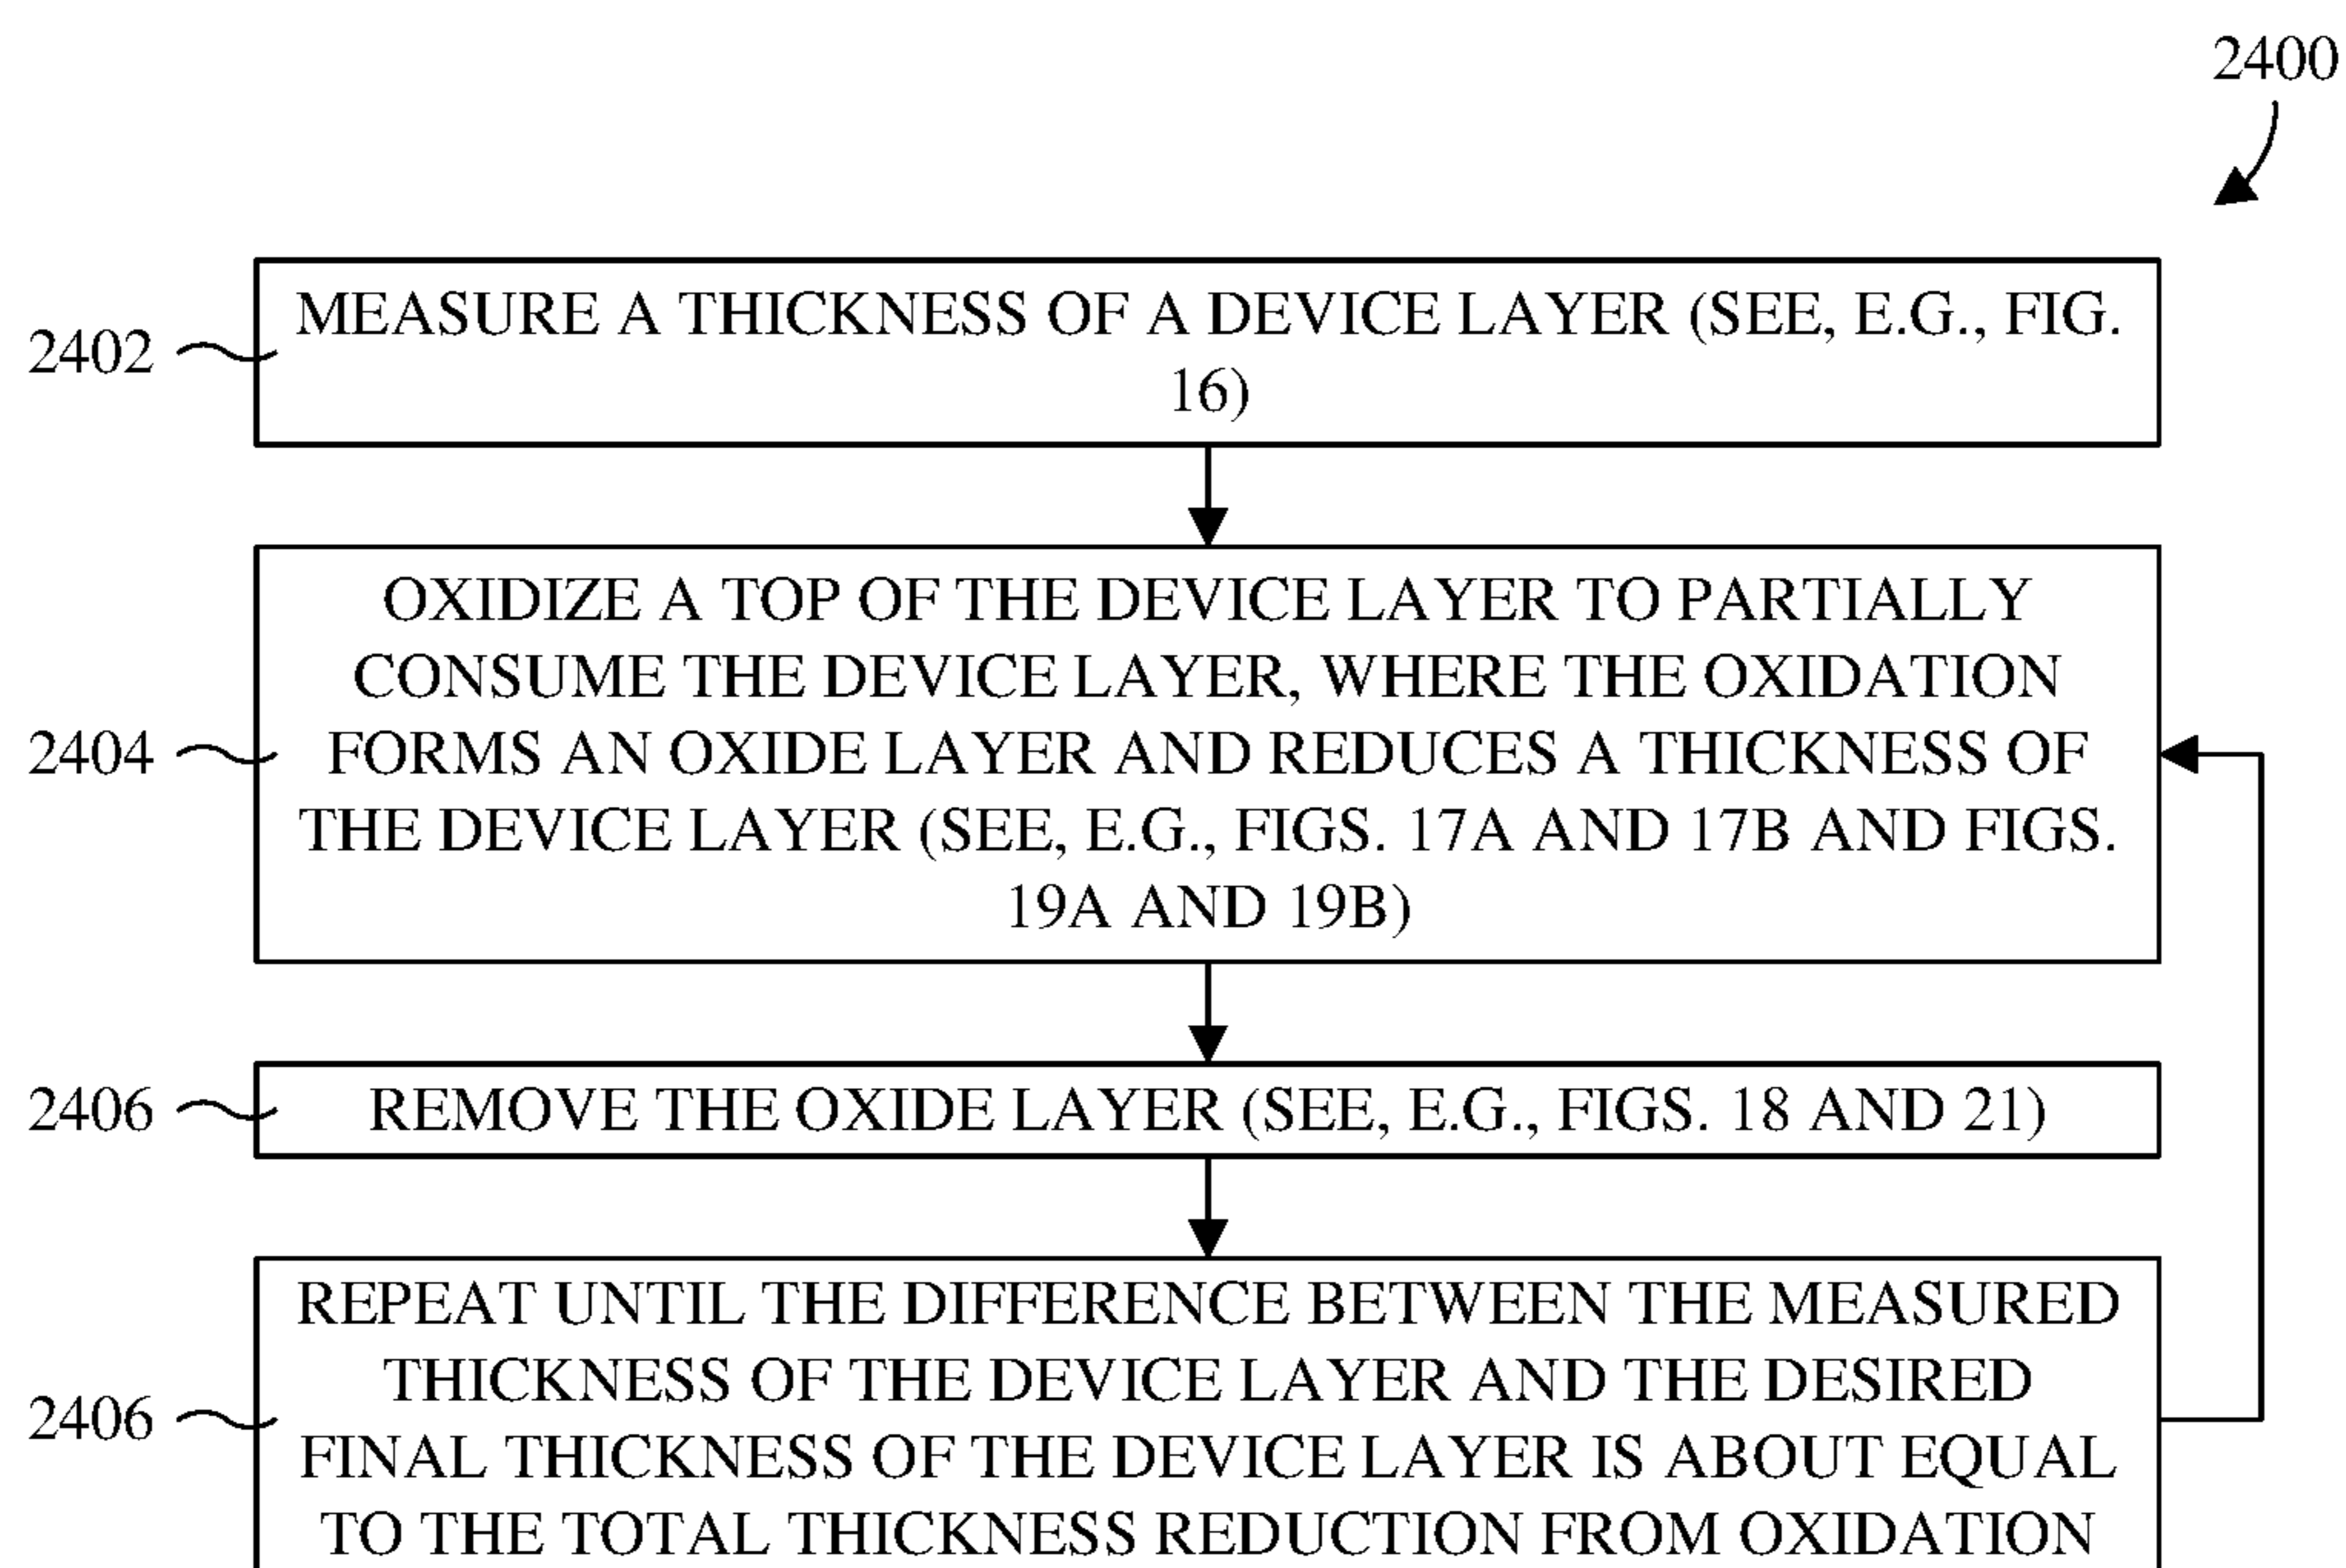 2400
2402
MEASURE A THICKNESS OF A DEVICE LAYER (SEE, E.G., FIG.
16)
2404
OXIDIZE A TOP OF THE DEVICE LAYER TO PARTIALLY
CONSUME THE DEVICE LAYER, WHERE THE OXIDATION
FORMS AN OXIDE LAYER AND REDUCES A THICKNESS OF
THE DEVICE LAYER (SEE, E.G., FIGS. 17A AND 17B AND FIGS.
19A AND 19B)
2406
REMOVE THE OXIDE LAYER (SEE, E.G., FIGS. 18 AND 21)
2406
REPEAT UNTIL THE DIFFERENCE BETWEEN THE MEASURED
THICKNESS OF THE DEVICE LAYER AND THE DESIRED
FINAL THICKNESS OF THE DEVICE LAYER IS ABOUT EQUAL
TO THE TOTAL THICKNESS REDUCTION FROM OXIDATION